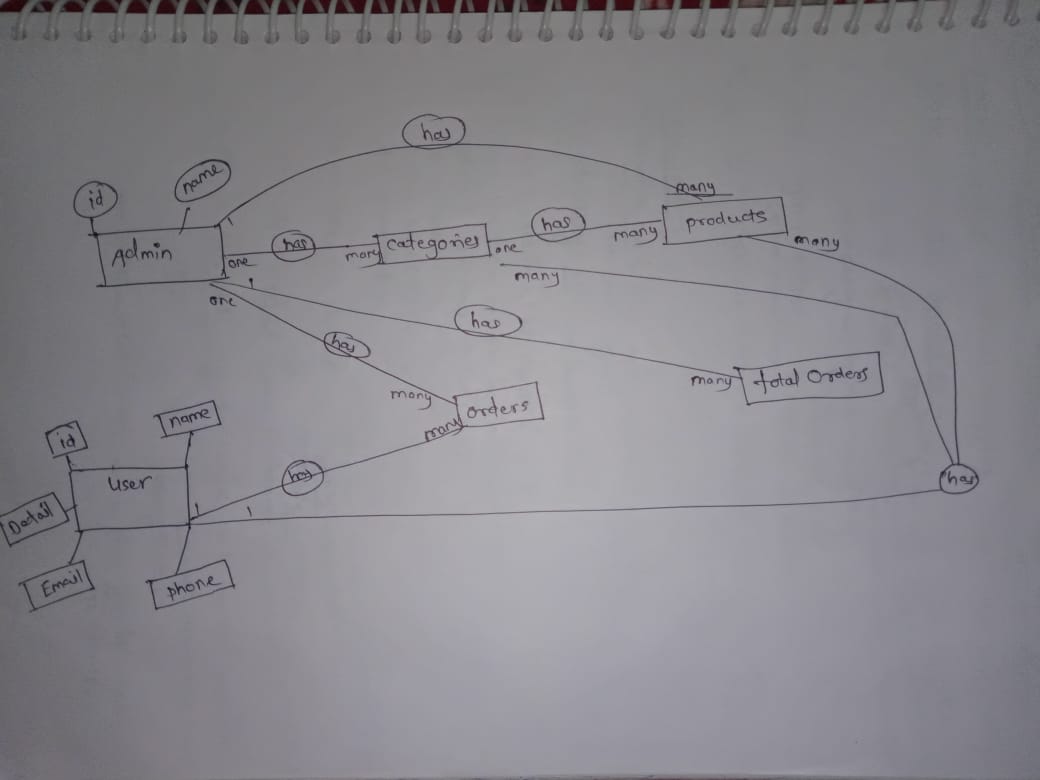 has
id
name
many
Admin
1
has
categories
has
products
one
many
one
many
many
many
one
1
has
has
many
total Orders
many
orders
many
name
id
user
has
1
1
has
Detail
Email
phone